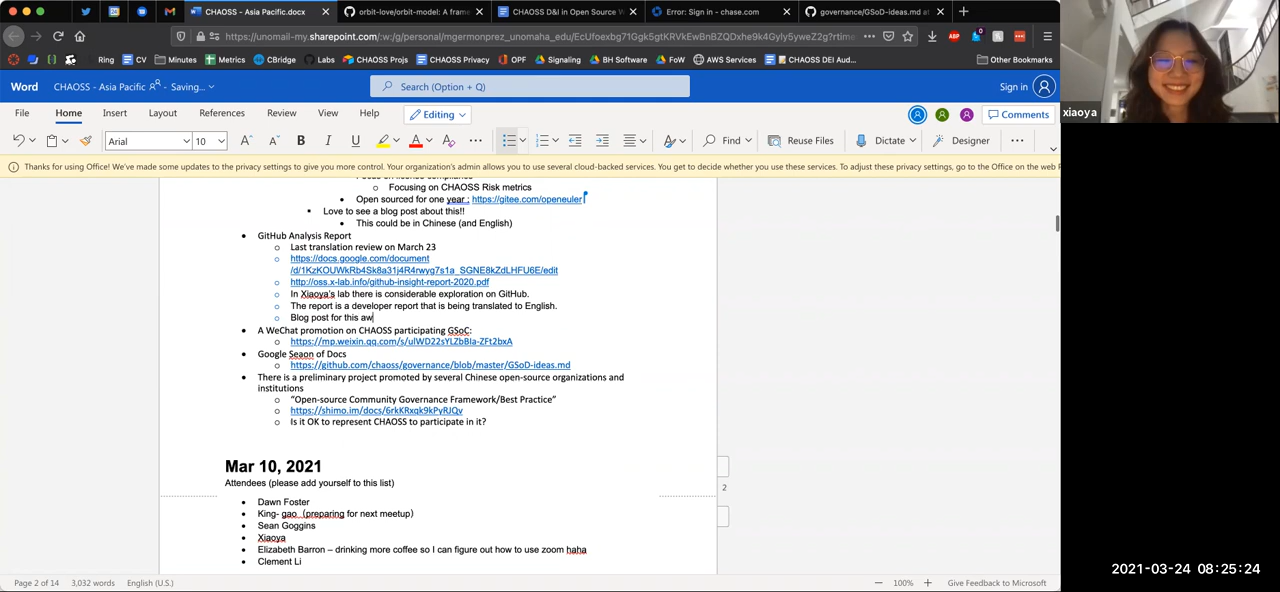 CHAOSS - Asia Pacific.docx
orbit-love/orbit-model: A frame
CHAOSS D&I in Open Source W
Error: Sign in - chase.com
governance/GSoD-ideas.md at
https://unomail-my.sharepoint.com/:w:/g/personal/mgermonprez_unomaha_edu/EcUfoexbg71Ggk5gtKRVkEwBnBZQDxhe9k4Gyly5yweZ2g?rtime
Ring CV Minutes Metrics CBridge Labs CHAOSS Projs CHAOSS Privacy OPF Signaling BH Software FoW AWS Services CHAOSS DEI Aud... Other Bookmarks
xiaoya
Word CHAOSS - Asia Pacific - Saving... Search (Option + Q) Sign in
File Home Insert Layout References Review View Help Editing Comments
Arial 10 B I U A Find Reuse Files Dictate Designer
Thanks for using Office! We've made some updates to the privacy settings to give you more control. Your organization's admin allows you to use several cloud-backed services. You get to decide whether you use these services. To adjust these privacy settings, go to the Office on the web
Focus on license compliance
Focusing on CHAOSS Risk metrics
Open sourced for one year : https://gitee.com/openeuler
Love to see a blog post about this!!
This could be in Chinese (and English)
GitHub Analysis Report
Last translation review on March 23
https://docs.google.com/document
/d/1KzKOUWkRb4Sk8a31j4R4rwyg7s1a_SGNE8kZdLHFU6E/edit
http://oss.x-lab.info/github-insight-report-2020.pdf
In Xiaoya's lab there is considerable exploration on GitHub.
The report is a developer report that is being translated to English.
Blog post for this aw
A WeChat promotion on CHAOSS participating GSoC:
https://mp.weixin.qq.com/s/ulWD22sYLZbBIa-ZFt2bxA
Google Seaon of Docs
https://github.com/chaoss/governance/blob/master/GSoD-ideas.md
There is a preliminary project promoted by several Chinese open-source organizations and
institutions
"Open-source Community Governance Framework/Best Practice"
https://shimo.im/docs/6rkKRxqk9kPyRJQv
Is it OK to represent CHAOSS to participate in it?
Mar 10, 2021
Attendees (please add yourself to this list)
2
Dawn Foster
King- gao（preparing for next meetup)
Sean Goggins
Xiaoya
Elizabeth Barron – drinking more coffee so I can figure out how to use zoom haha
Clement Li
2021-03-24 08:25:24
Page 2 of 14 3,032 words English (U.S.) 100% Give Feedback to Microsoft